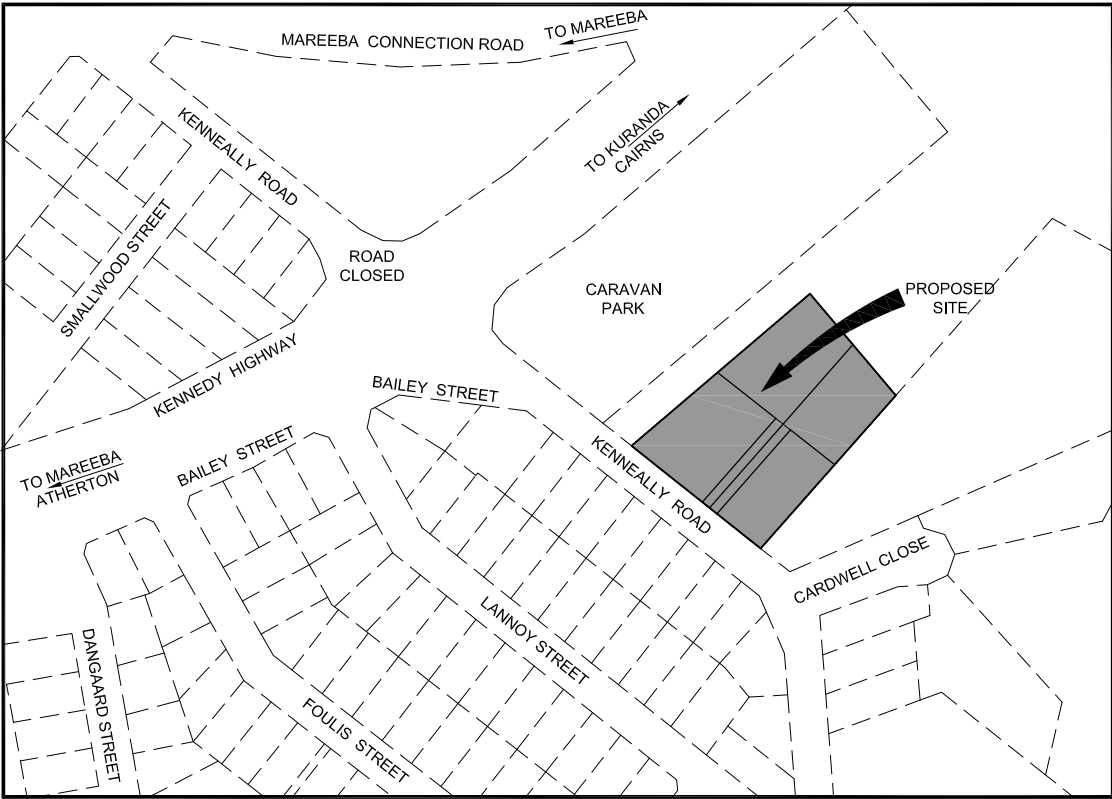 MAREEBA CONNECTION ROAD
TO MAREEBA
KENNEALLY ROAD
TO KURANDA
CAIRNS
SMALLWOOD STREET
ROAD
CLOSED
CARAVAN
PARK
PROPOSED
SITE
KENNEDY HIGHWAY
BAILEY STREET
BAILEY STREET
TO MAREEBA
ATHERTON
KENNEALLY ROAD
CARDWELL CLOSE
LANNOY STREET
DANGAARD STREET
FOULIS STREET